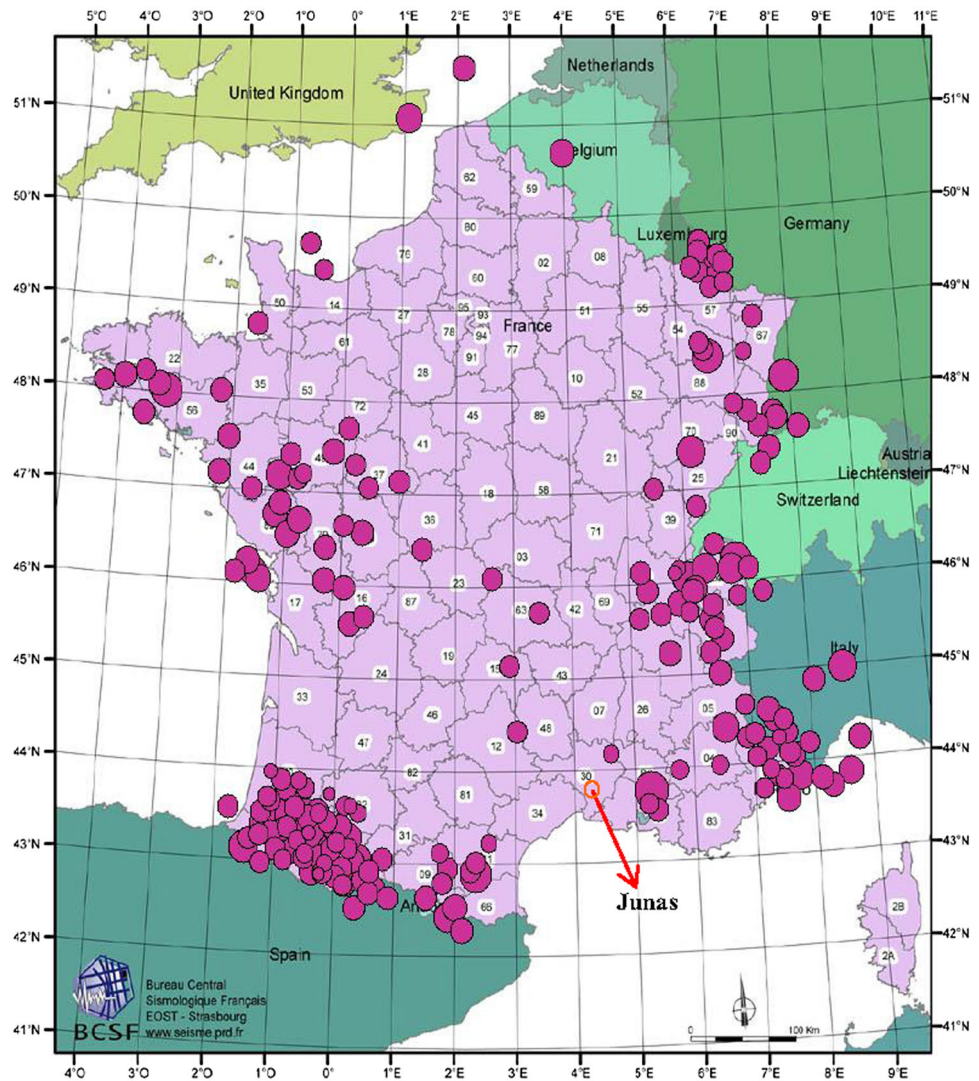 5°O 4°O 3°O 2°O 1°O 0° 1°E 2°E 3°E 4°E 5°E 6°E 7°E 8°E 9°E 10°E 11°E
Netherlands
United Kingdom
51°N 51°N
elgium
62
59
50°N 50°N
80
Germany
Luxem urg
76
02 08
60
49°N 49°N
50 14 27 95 93 51 55 57
78 94 France 54 67
61 77
22 91
48°N 28 10 88 48°N
35 53 52
56 72 45 89
41 90
44 21 Austria
47°N 25 Liechtenstein 47°N
18 58 Switzerland
36 39
71
46°N 03 46°N
23
17 16 87 63 42 69
45°N 19 Italy 45°N
24 43
33 07 26 05
46 48
44°N 47 12 04 44°N
82 30
81 34
83
31
43°N 43°N
09
66
2B
42°N 42°N
Junas
Spain
2A
Bureau Central
Sismologique Français
EOST - Strasbourg
BCSF www.seisme.prd.fr
41°N 0 100 Km 41°N
4°O 3°O 2°O 1°O 0° 1°E 2°E 3°E 4°E 5°E 6°E 7°E 8°E 9°E